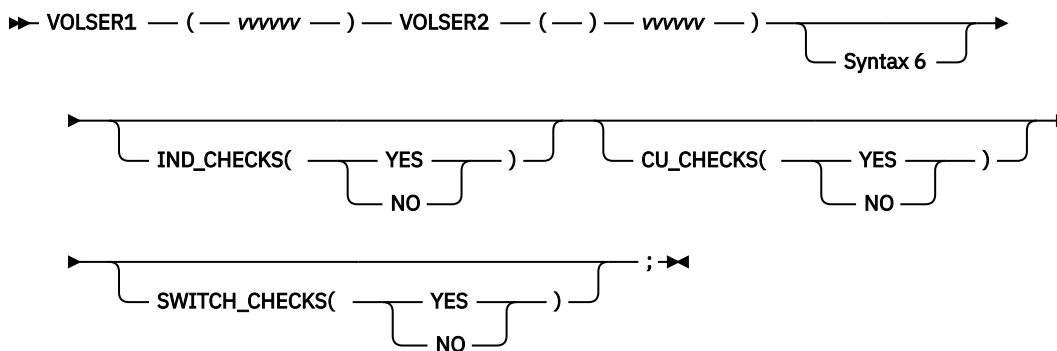 VOLSER1 ( vvvvv ) VOLSER2 ( ) vvvvv )
Syntax 6
IND_CHECKS( YES ) CU_CHECKS( YES )
NO NO
SWITCH_CHECKS( YES ) ;
NO